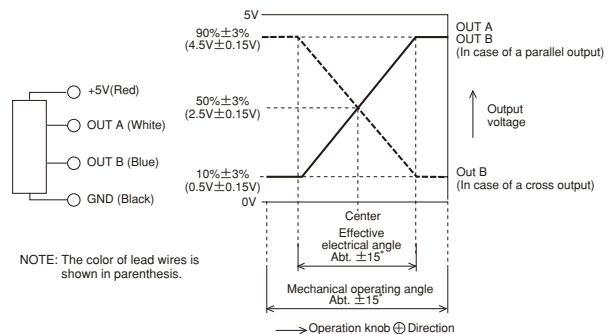 5V
90%±3%
(4.5V±0.15V)
OUT A
OUT B
(In case of a parallel output)
+5V(Red)
OUT A (White)
OUT B (Blue)
GND (Black)
50%±3%
(2.5V±0.15V)
Output
voltage
10%±3%
(0.5V±0.15V)
0V
Out B
(In case of a cross output)
Center
Effective
electrical angle
Abt. ±15°
Mechanical operating angle
Abt. ±15°
NOTE: The color of lead wires is
shown in parenthesis.
Operation knob ⊕ Direction